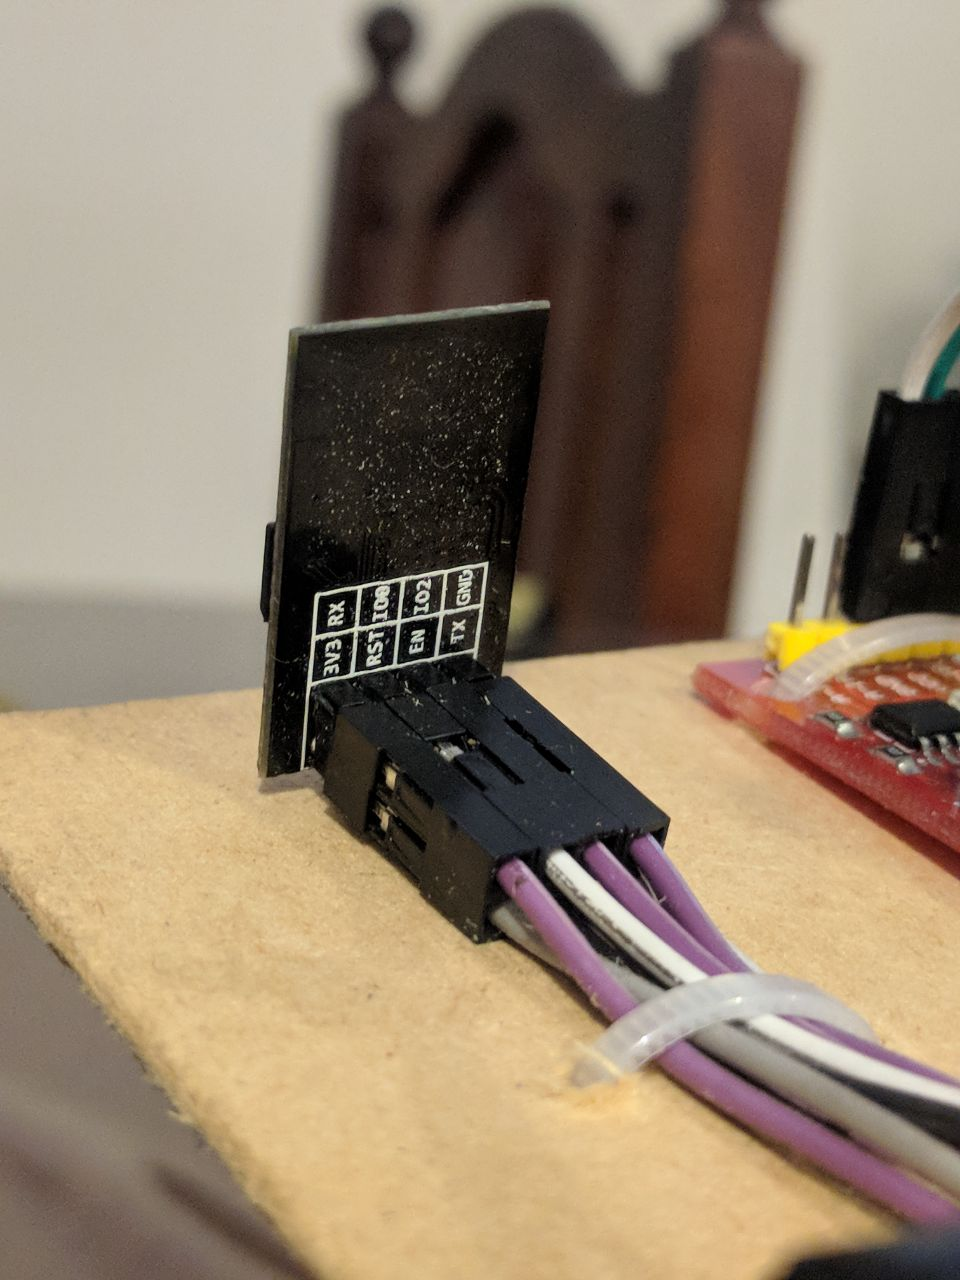 RX IO0 IO2 GND
3V3 RST EN TX